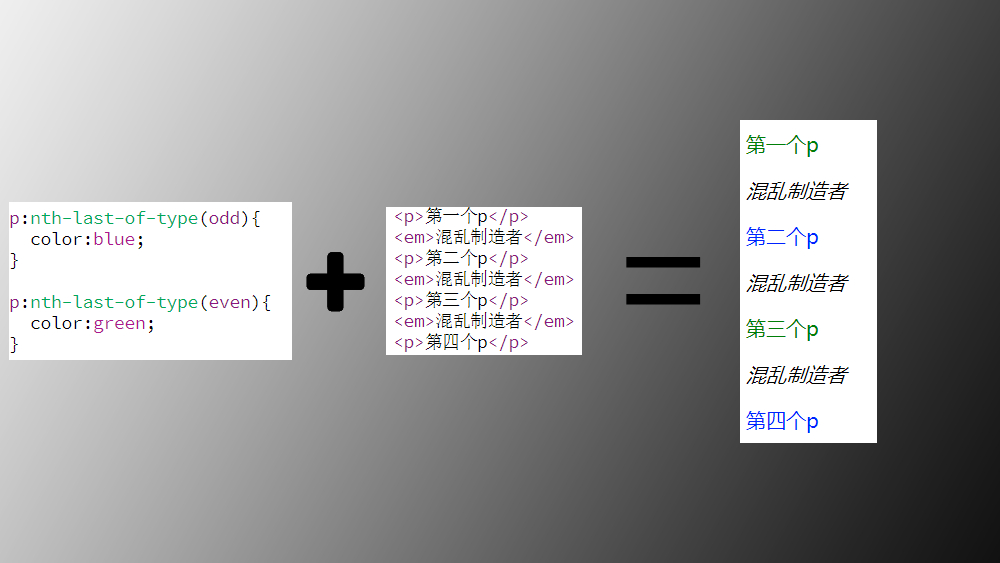 p:nth-last-of-type(odd){
  color:blue;
}
p:nth-last-of-type(even){
  color:green;
}
<p>第一个p</p>
<em>混乱制造者</em>
<p>第二个p</p>
<em>混乱制造者</em>
<p>第三个p</p>
<em>混乱制造者</em>
<p>第四个p</p>
第一个p
混乱制造者
第二个p
混乱制造者
第三个p
混乱制造者
第四个p